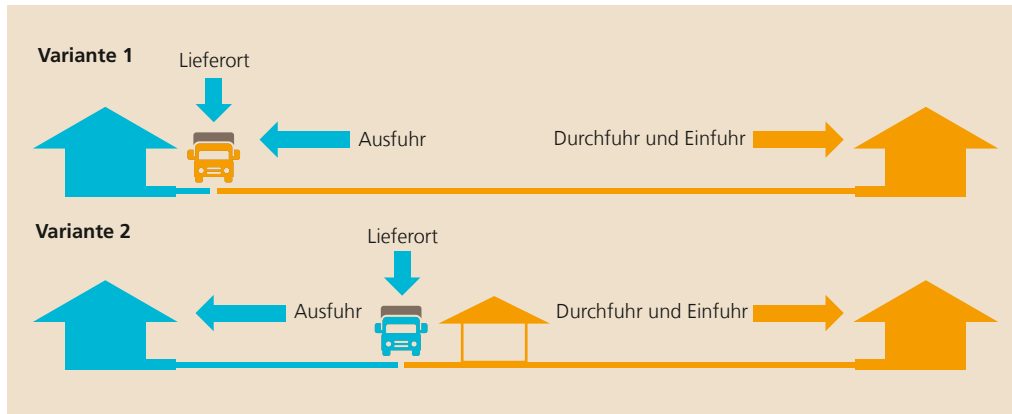 Variante 1
Lieferort
Ausfuhr
Durchfuhr und Einfuhr
Variante 2
Lieferort
Ausfuhr
Durchfuhr und Einfuhr